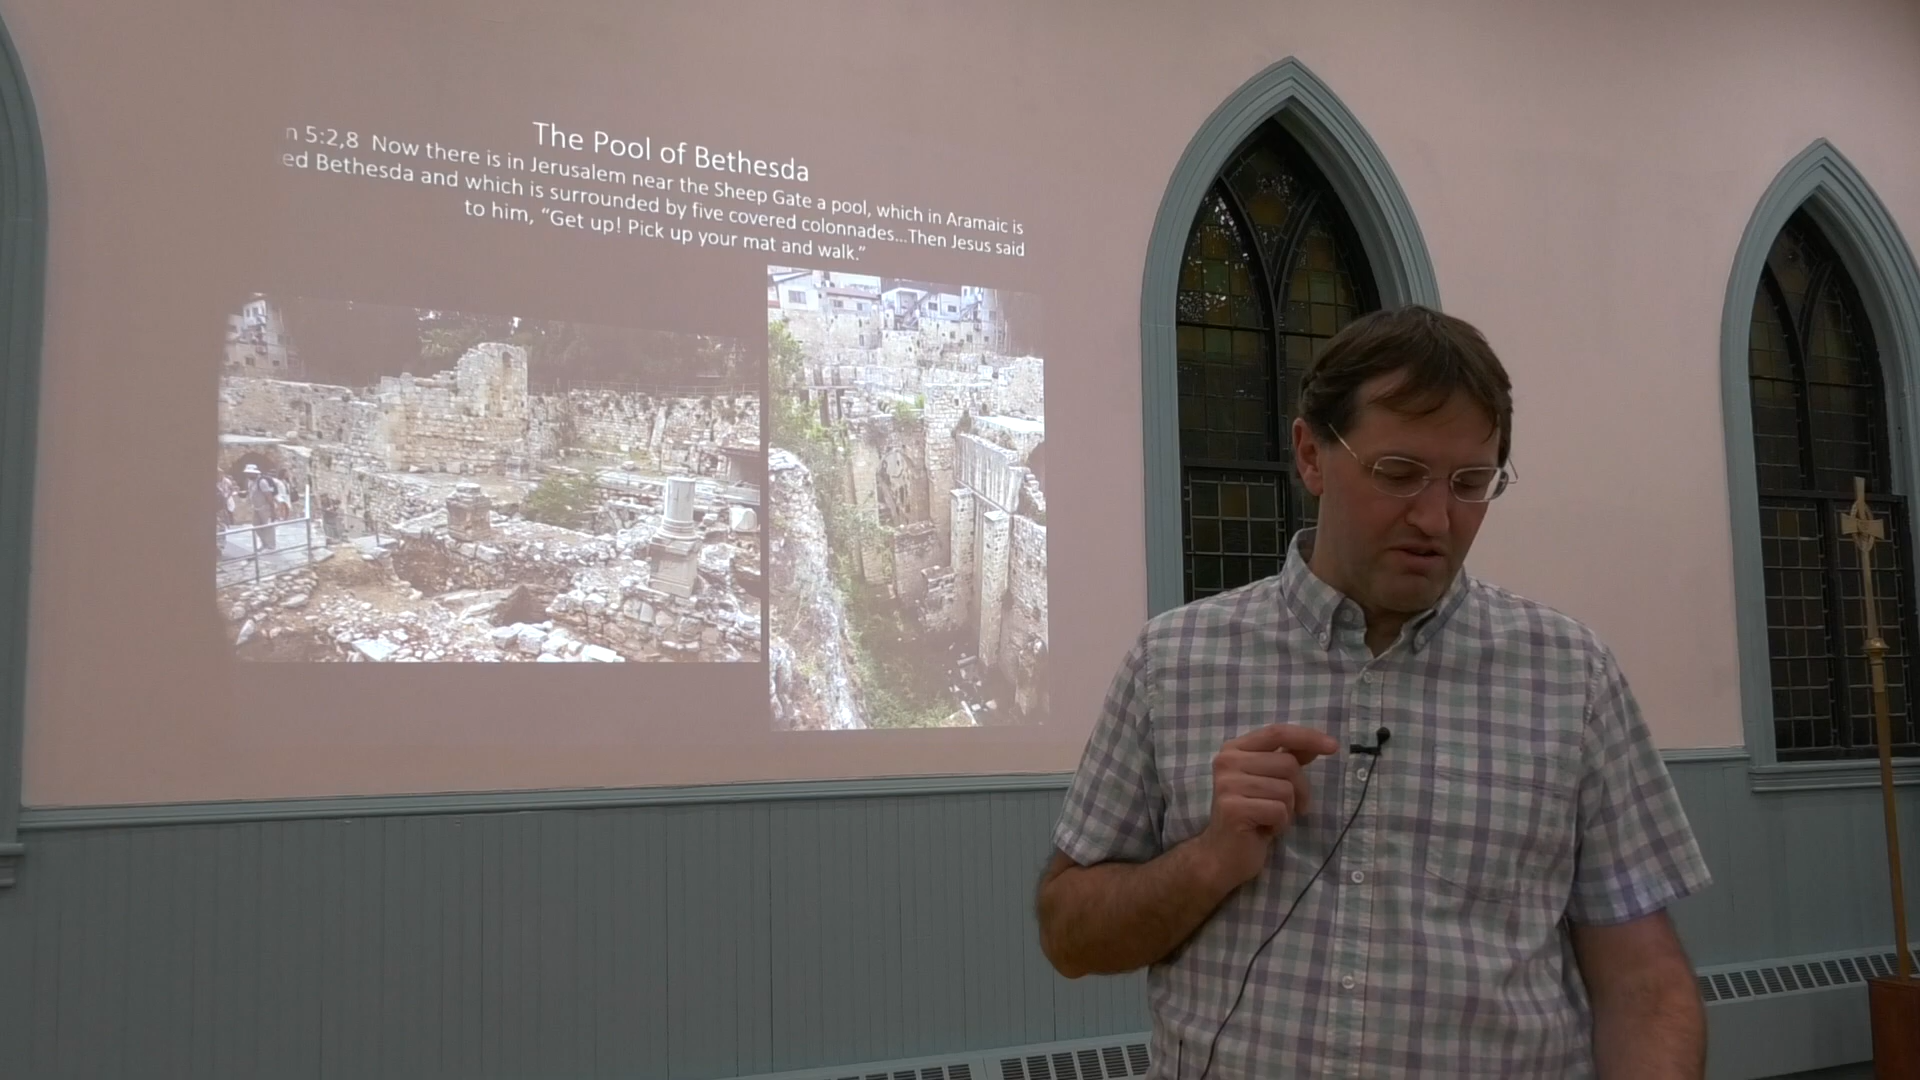 The Pool of Bethesda
n 5:2,8 Now there is in Jerusalem near the Sheep Gate a pool, which in Aramaic is
ed Bethesda and which is surrounded by five covered colonnades...Then Jesus said
to him, “Get up! Pick up your mat and walk.”